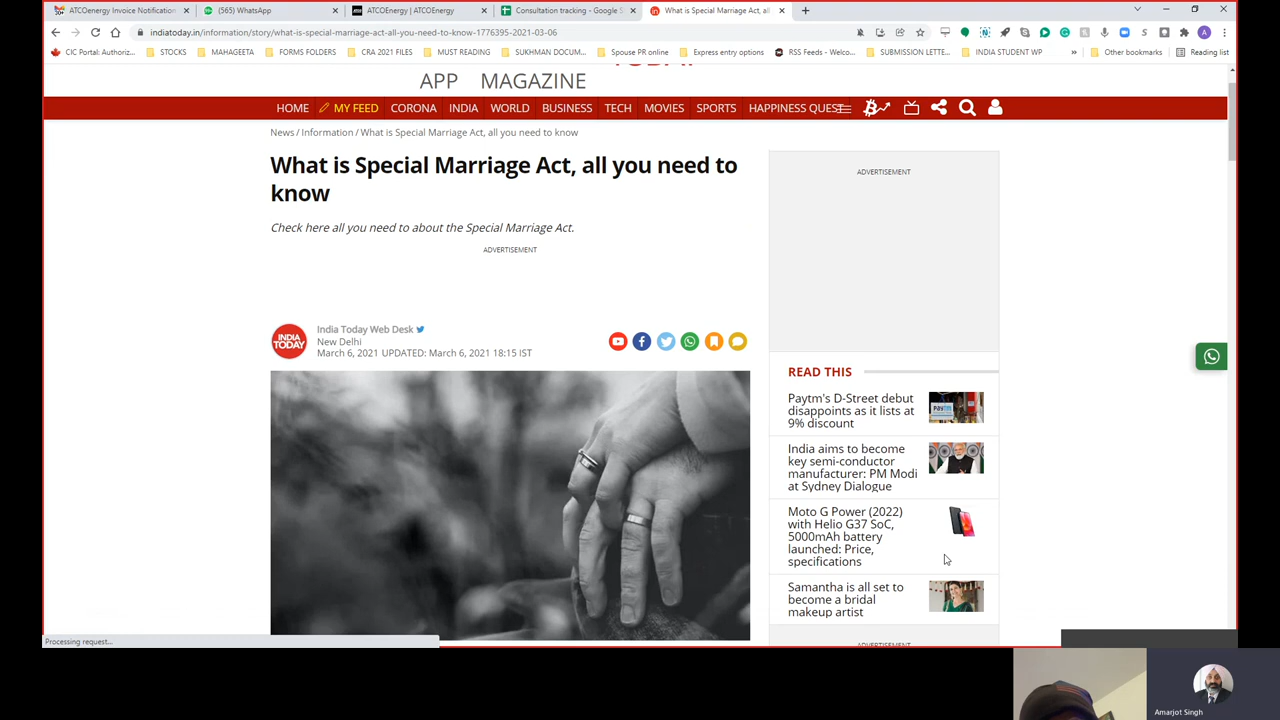 ATCOenergy Invoice Notification
(565) WhatsApp
ATCOEnergy | ATCOEnergy
Consultation tracking - Google S
What is Special Marriage Act, al
indiatoday.in/information/story/what-is-special-marriage-act-all-you-need-to-know-1776395-2021-03-06
CIC Portal: Authoriz...
STOCKS
MAHAGEETA
FORMS FOLDERS
CRA 2021 FILES
MUST READING
SUKHMAN DOCUM...
Spouse PR online
Express entry options
RSS Feeds - Welco...
SUBMISSION LETTE...
INDIA STUDENT WP
»
Other bookmarks
Reading list
APP MAGAZINE
HOME
MY FEED
CORONA
INDIA
WORLD
BUSINESS
TECH
MOVIES
SPORTS
HAPPINESS QUEST
News / Information / What is Special Marriage Act, all you need to know
What is Special Marriage Act, all you need to
know
Check here all you need to about the Special Marriage Act.
ADVERTISEMENT
ADVERTISEMENT
INDIA
TODAY
India Today Web Desk
New Delhi
March 6, 2021 UPDATED: March 6, 2021 18:15 IST
READ THIS
Paytm's D-Street debut
disappoints as it lists at
9% discount
India aims to become
key semi-conductor
manufacturer: PM Modi
at Sydney Dialogue
Moto G Power (2022)
with Helio G37 SoC,
5000mAh battery
launched: Price,
specifications
Samantha is all set to
become a bridal
makeup artist
Processing request...
Amarjot Singh